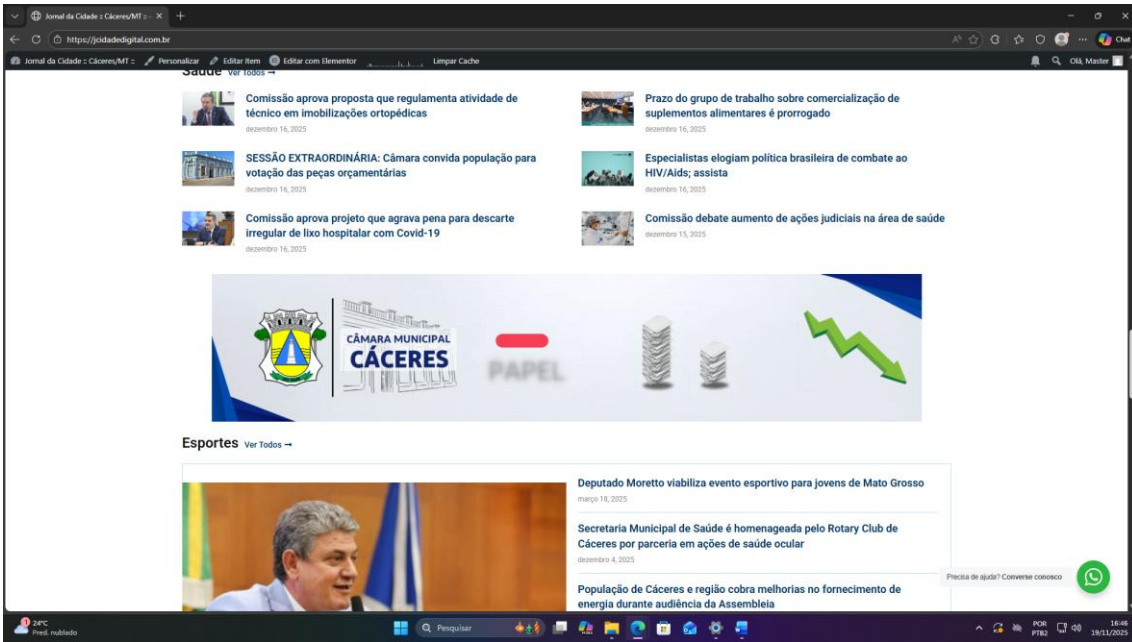 Jornal da Cidade :: Cáceres/MT :: -
https://jcidadedigital.com.br
Chat
Jornal da Cidade :: Cáceres/MT ::
Personalizar
Editar Item
Editar com Elementor
Limpar Cache
Olá, Master
Saúde Ver Todos →
Comissão aprova proposta que regulamenta atividade de
técnico em imobilizações ortopédicas
dezembro 16, 2025
Prazo do grupo de trabalho sobre comercialização de
suplementos alimentares é prorrogado
dezembro 16, 2025
SESSÃO EXTRAORDINÁRIA: Câmara convida população para
votação das peças orçamentárias
dezembro 16, 2025
Especialistas elogiam política brasileira de combate ao
HIV/Aids; assista
dezembro 16, 2025
Comissão aprova projeto que agrava pena para descarte
irregular de lixo hospitalar com Covid-19
dezembro 16, 2025
Comissão debate aumento de ações judiciais na área de saúde
dezembro 15, 2025
CÂMARA MUNICIPAL
CÁCERES
PAPEL
Esportes Ver Todos →
Deputado Moretto viabiliza evento esportivo para jovens de Mato Grosso
março 18, 2025
Secretaria Municipal de Saúde é homenageada pelo Rotary Club de
Cáceres por parceria em ações de saúde ocular
dezembro 4, 2025
População de Cáceres e região cobra melhorias no fornecimento de
energia durante audiência da Assembleia
Precisa de ajuda? Converse conosco
24°C
Pred. nublado
Pesquisar
POR
PTB2
16:46
19/11/2025